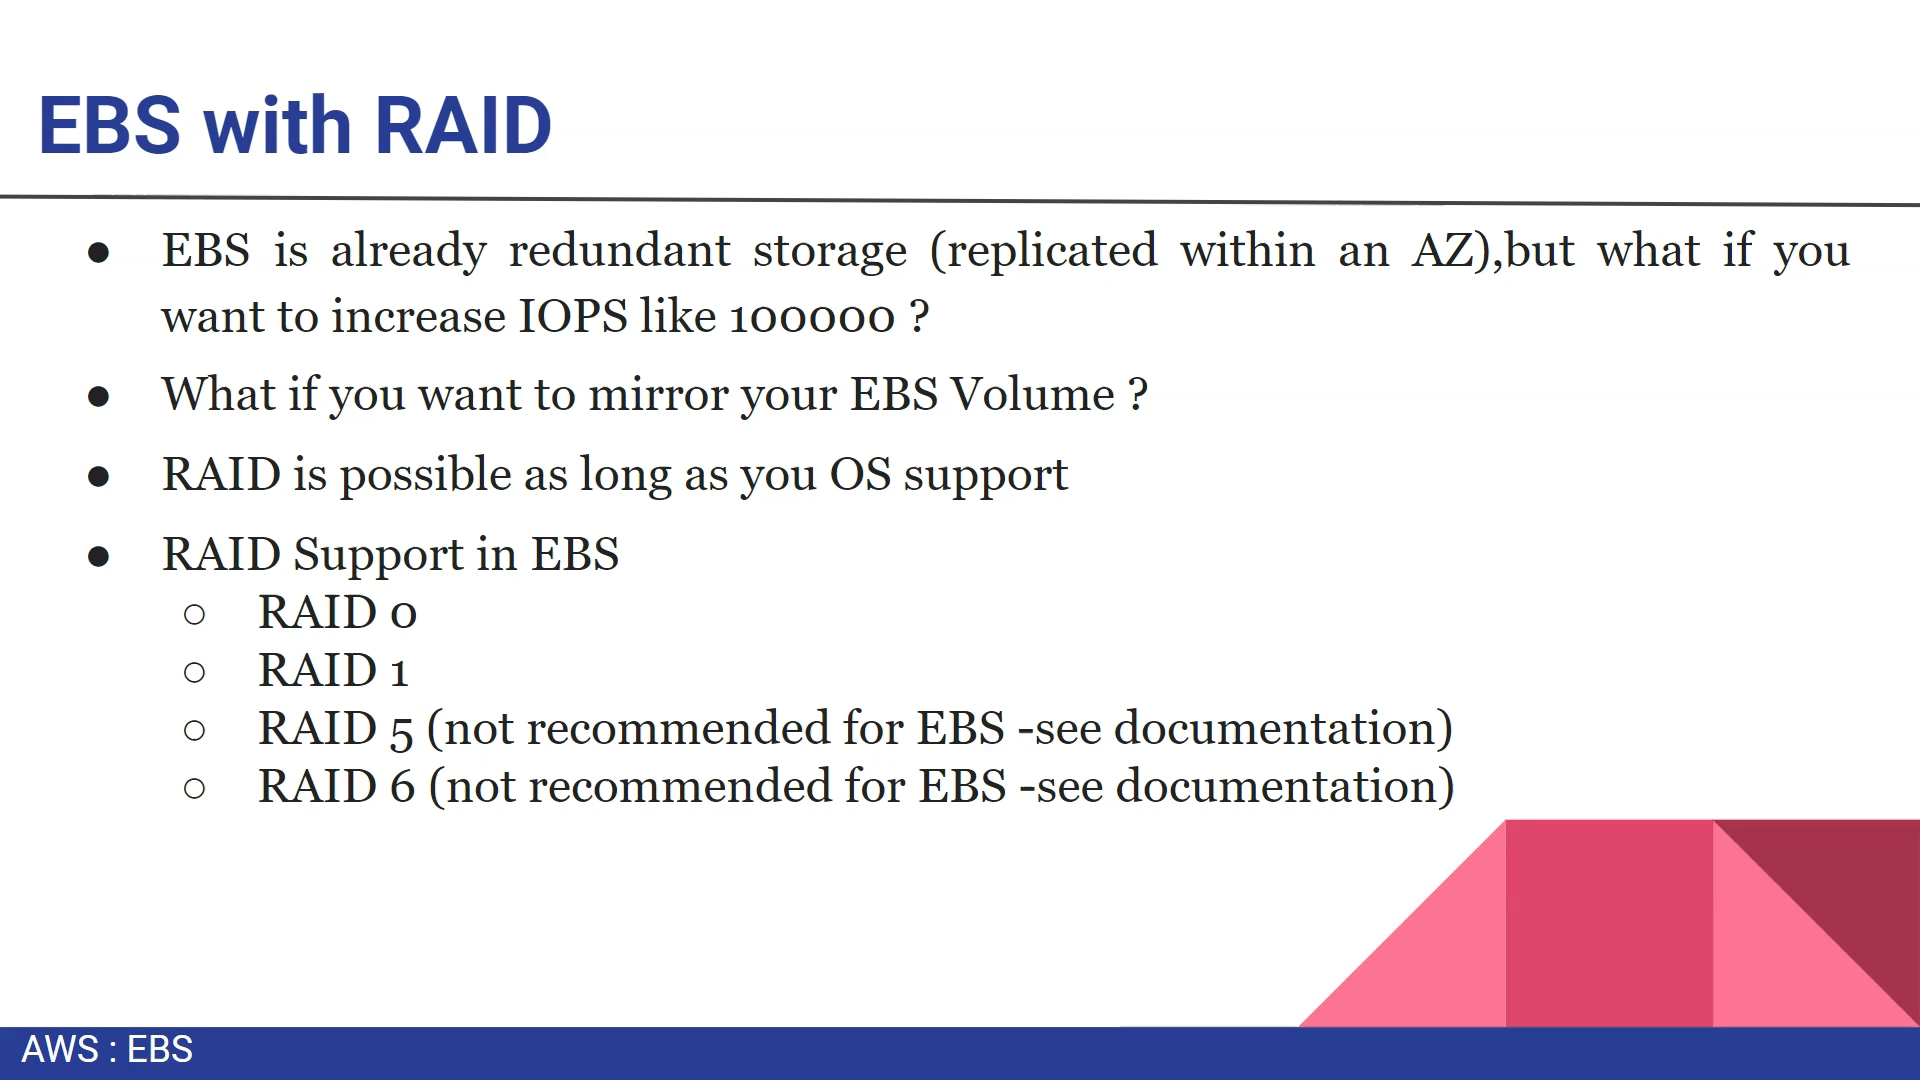 EBS with RAID
● EBS is already redundant storage (replicated within an AZ),but what if you
want to increase IOPS like 100000 ?
● What if you want to mirror your EBS Volume ?
● RAID is possible as long as you OS support
● RAID Support in EBS
○ RAID 0
○ RAID 1
○ RAID 5 (not recommended for EBS -see documentation)
○ RAID 6 (not recommended for EBS -see documentation)
AWS : EBS